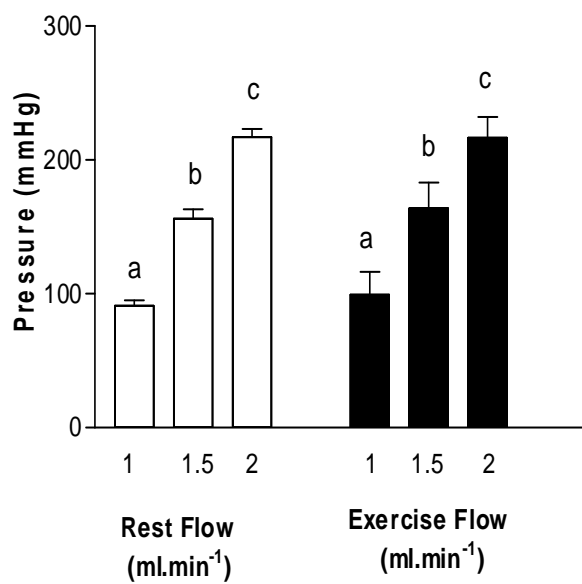 300
200
100
0
Pressure (mmHg)
a
b
c
a
b
c
1 1.5 2 1 1.5 2
Rest Flow
(ml.min⁻¹)
Exercise Flow
(ml.min⁻¹)